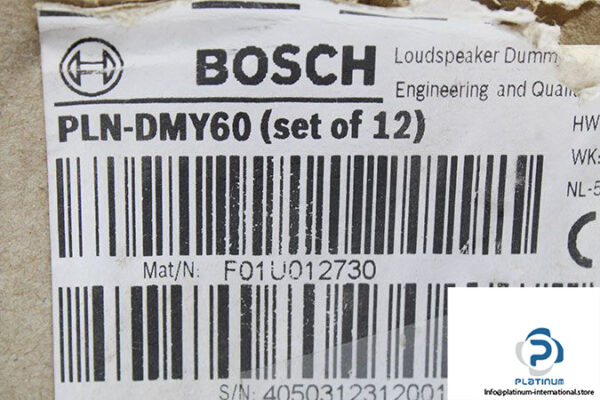 BOSCH
Loudspeaker Dumm
Engineering and Quali
PLN-DMY60 (set of 12)
HW
WK:
NL-5
Mat/N: F01U012730
S/N: 4050312312001
PLATINUM
Info@platinum-international.store